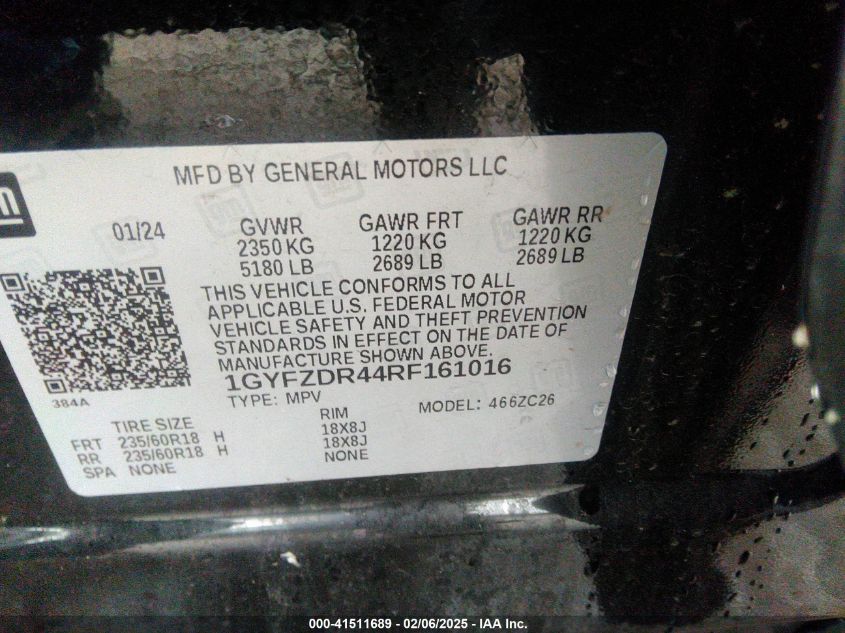 MFD BY GENERAL MOTORS LLC
01/24
GVWR GAWR FRT GAWR RR
2350 KG 1220 KG 1220 KG
5180 LB 2689 LB 2689 LB
THIS VEHICLE CONFORMS TO ALL
APPLICABLE U.S. FEDERAL MOTOR
VEHICLE SAFETY AND THEFT PREVENTION
STANDARDS IN EFFECT ON THE DATE OF
MANUFACTURE SHOWN ABOVE.
1GYFZDR44RF161016
384A
TYPE: MPV MODEL: 466ZC26
TIRE SIZE RIM
FRT 235/60R18 H 18X8J
RR 235/60R18 H 18X8J
SPA NONE NONE
000-41511689 - 02/06/2025 - IAA Inc.